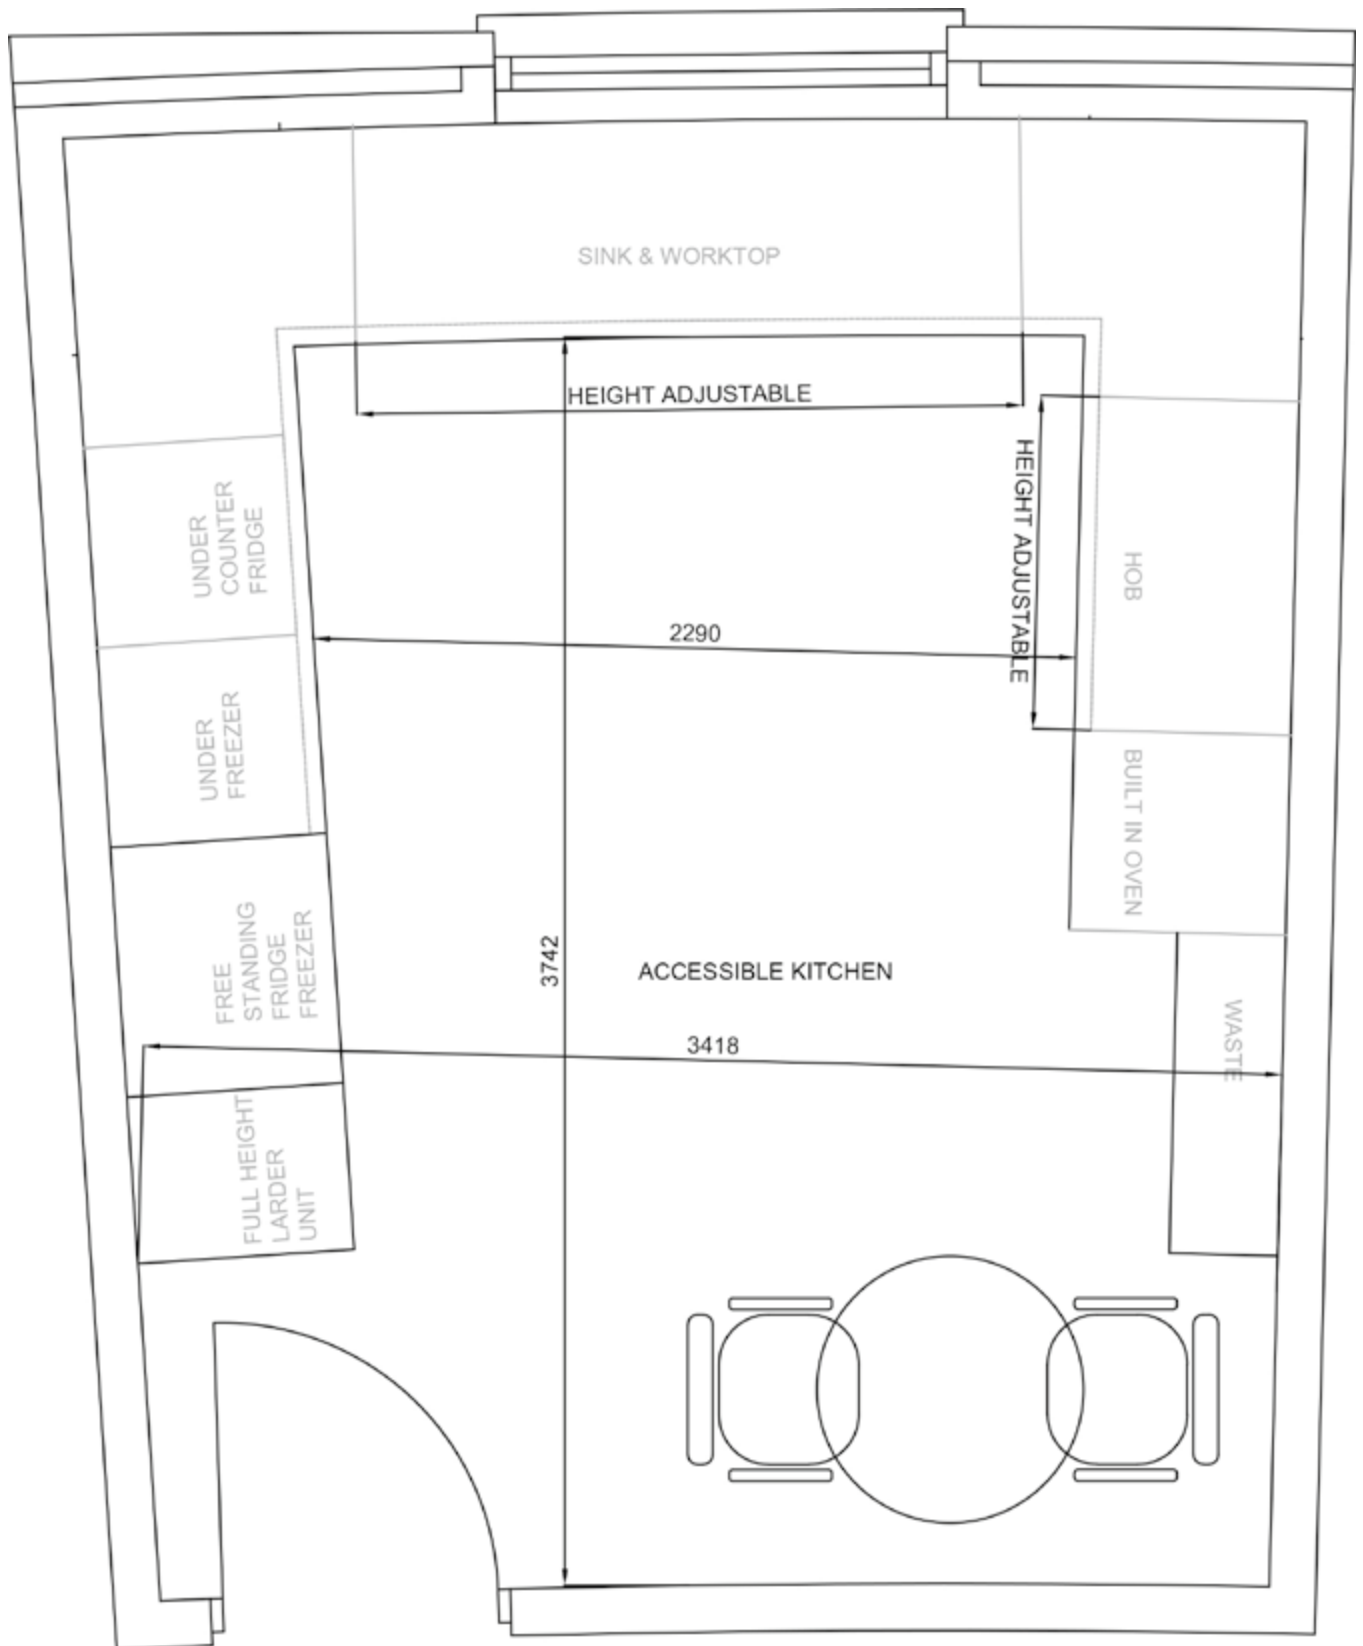 SINK & WORKTOP
HEIGHT ADJUSTABLE
HEIGHT ADJUSTABLE
UNDER
COUNTER
FRIDGE
HOB
2290
UNDER
FREEZER
BUILT IN OVEN
FREE
STANDING
FRIDGE
FREEZER
3742
ACCESSIBLE KITCHEN
3418
WASTE
FULL HEIGHT
LARDER
UNIT